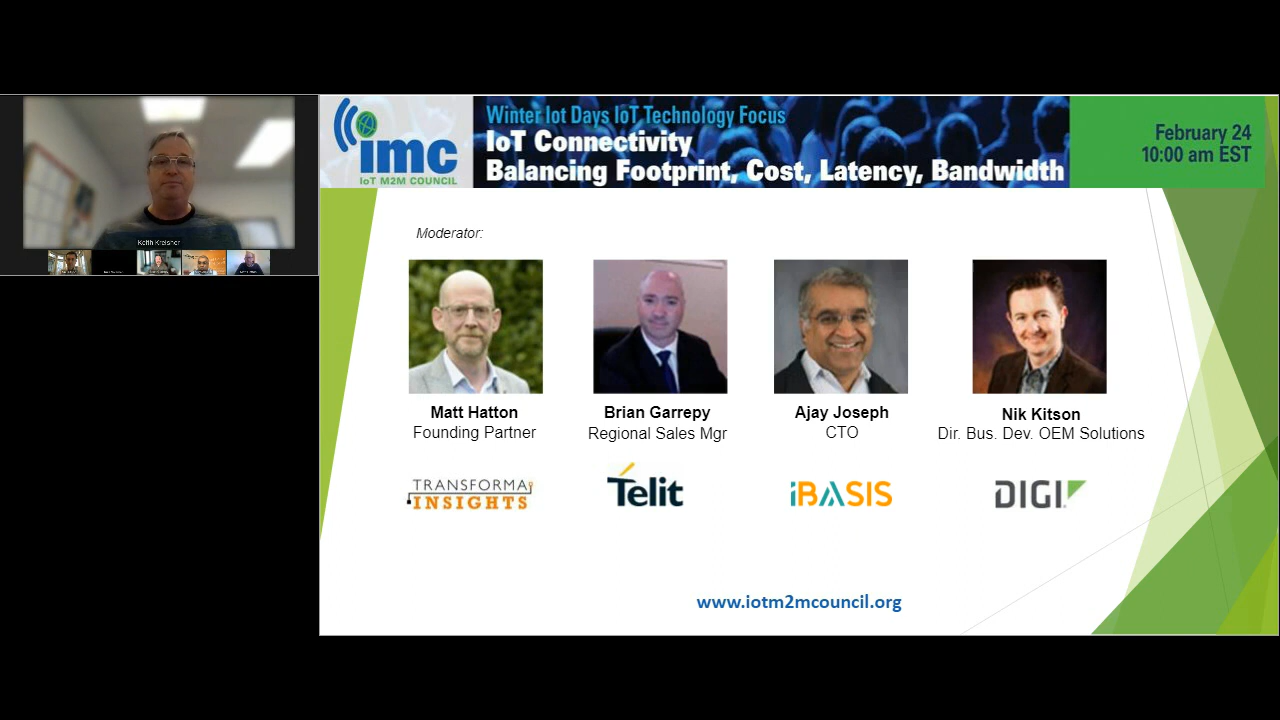 Keith Kreisher
imc
IoT M2M COUNCIL
Winter Iot Days IoT Technology Focus
IoT Connectivity
Balancing Footprint, Cost, Latency, Bandwidth
February 24
10:00 am EST
Moderator:
Matt Hatton
Founding Partner
TRANSFORMA
INSIGHTS
Brian Garrepy
Regional Sales Mgr
Telit
Ajay Joseph
CTO
iBASIS
Nik Kitson
Dir. Bus. Dev. OEM Solutions
DIGI
www.iotm2mcouncil.org